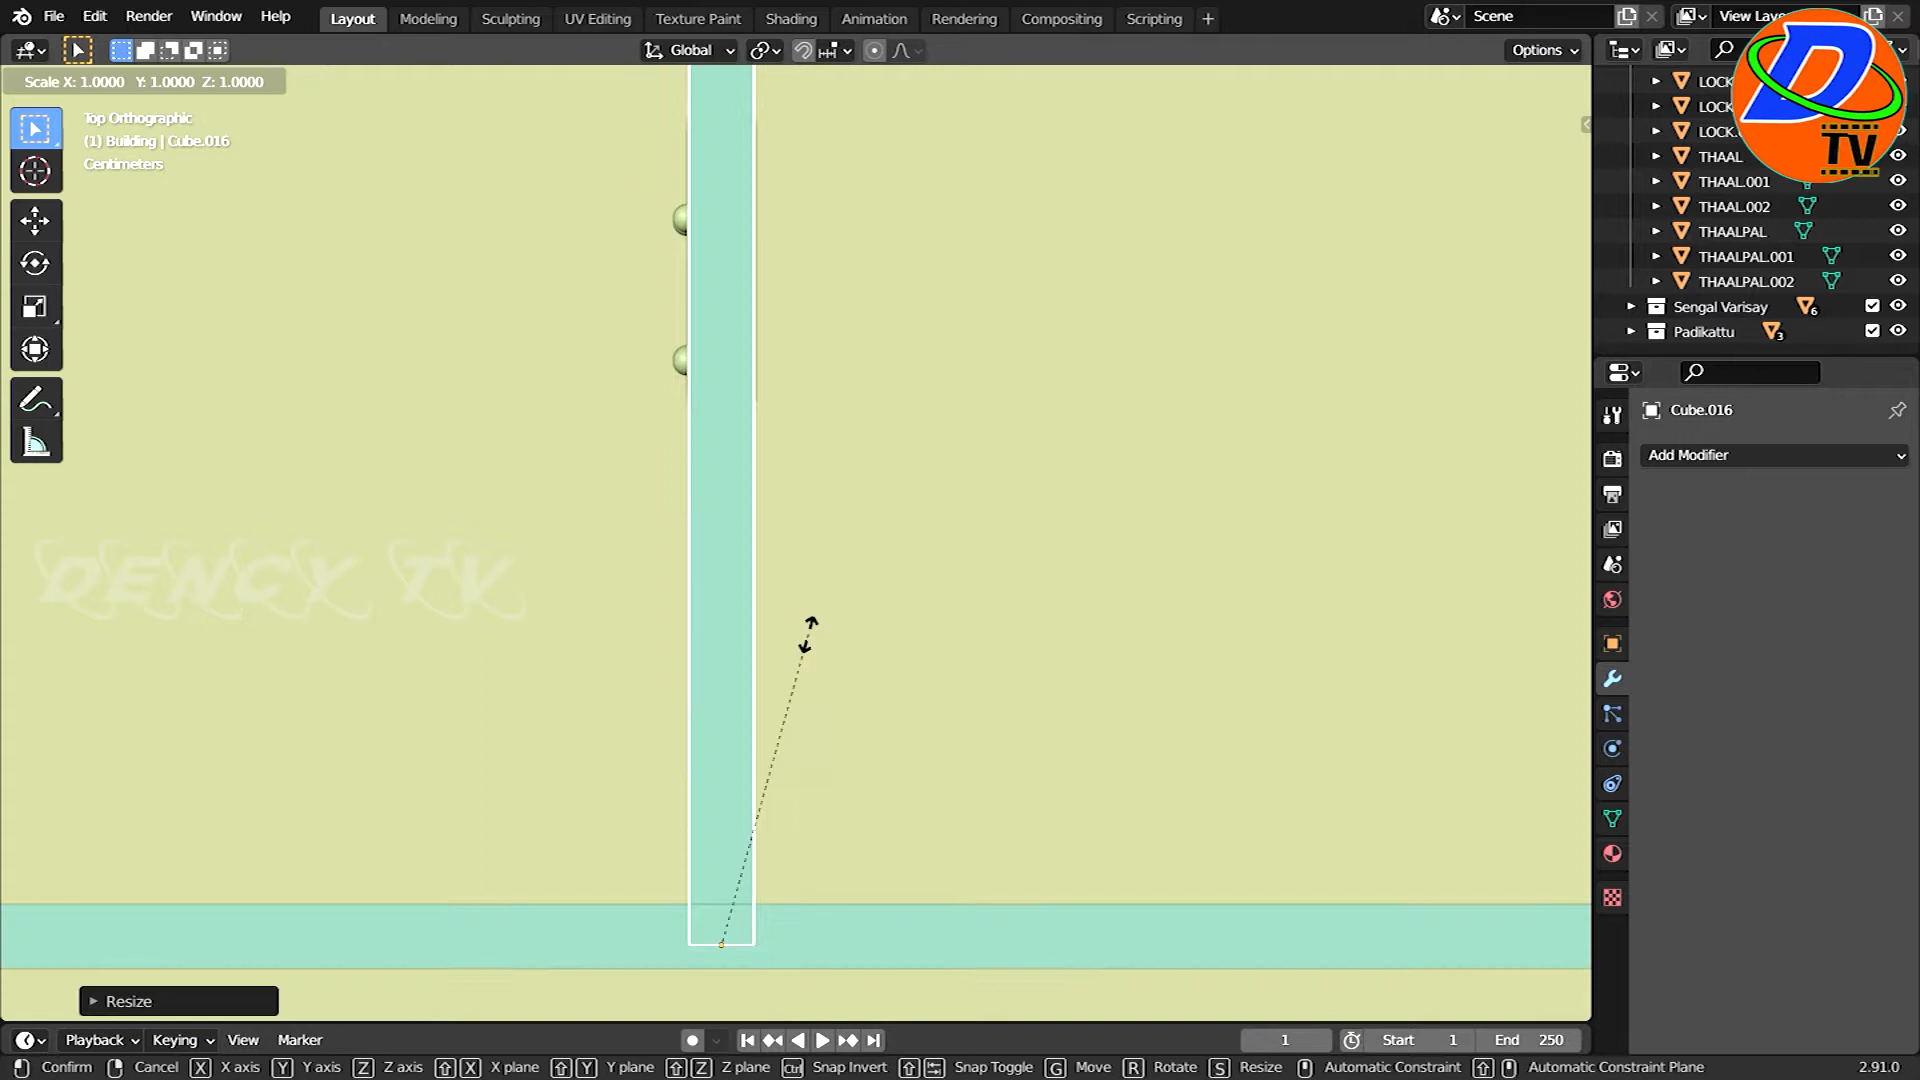 File Edit Render Window Help Layout Modeling Sculpting UV Editing Texture Paint Shading Animation Rendering Compositing Scripting + Scene
Global Options
Scale X: 1.0000 Y: 1.0000 Z: 1.0000
Top Orthographic
(1) Building | Cube.016
Centimeters
D
TV
THAAL
THAAL.001
THAAL.002
THAALPAL
THAALPAL.001
THAALPAL.002
Sengal Varisay 6
Padikattu 3
Cube.016
Add Modifier
DENCY TV
Resize
Playback Keying View Marker 1 Start 1 End 250
Confirm Cancel X X axis Y Y axis Z Z axis X X plane Y Y plane Z Z plane Ctrl Snap Invert Snap Toggle G Move R Rotate S Resize Automatic Constraint Automatic Constraint Plane 2.91.0